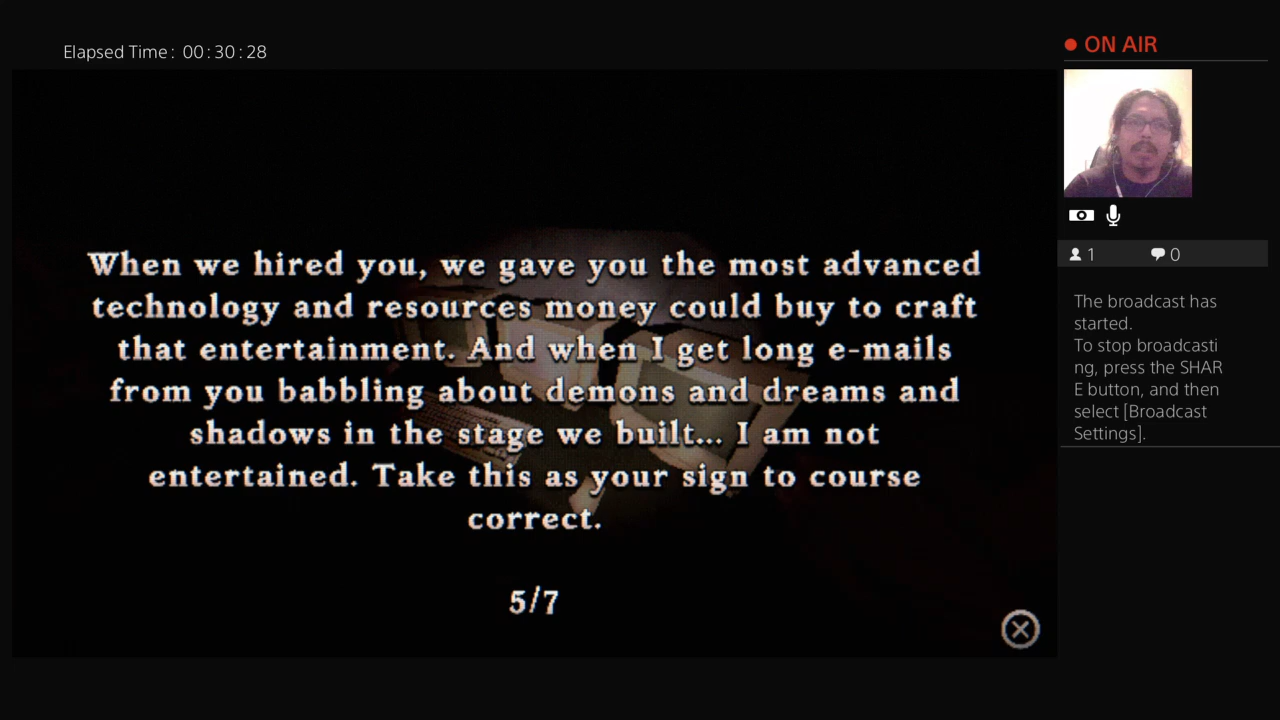 Elapsed Time: 00:30:28
ON AIR
When we hired you, we gave you the most advanced
technology and resources money could buy to craft
that entertainment. And when I get long e-mails
from you babbling about demons and dreams and
shadows in the stage we built... I am not
entertained. Take this as your sign to course
correct.
5/7
1
0
The broadcast has
started.
To stop broadcasti
ng, press the SHAR
E button, and then
select [Broadcast
Settings].